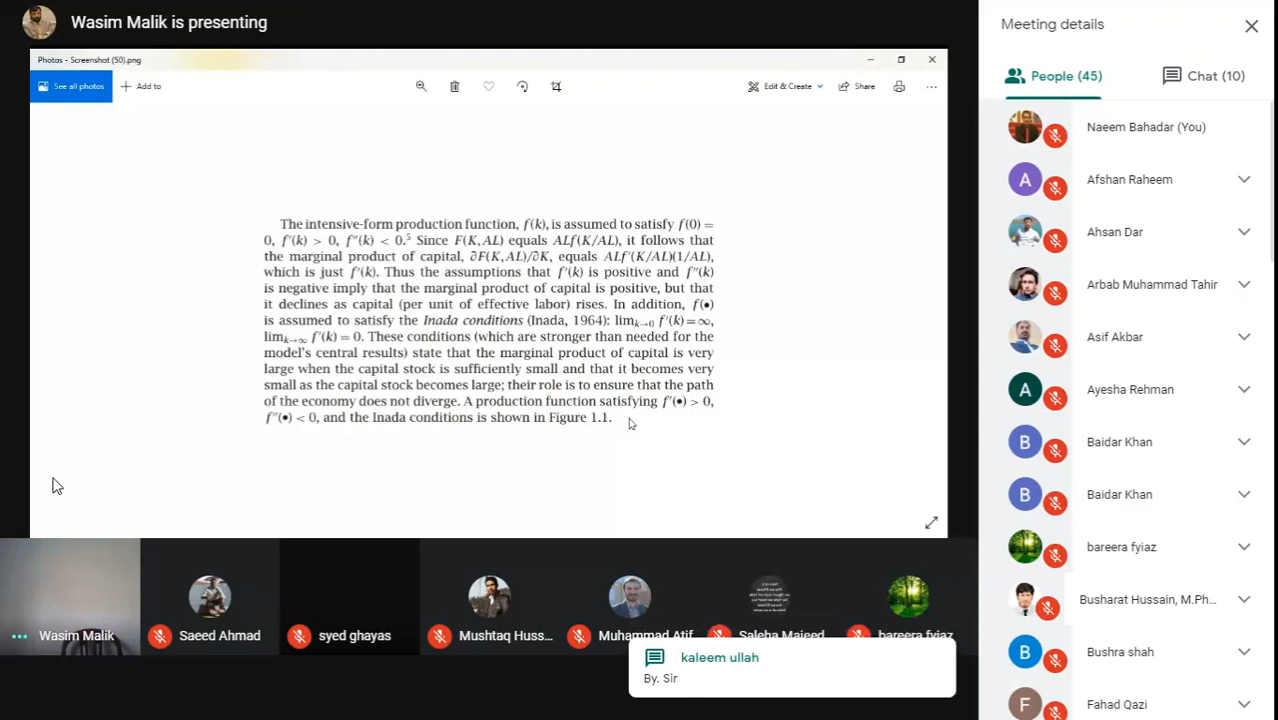 Wasim Malik is presenting
Photos - Screenshot (50).png
See all photos
Add to
Edit & Create
Share
The intensive-form production function, f(k), is assumed to satisfy f(0) =
0, f′(k) > 0, f″(k) < 0.⁵ Since F(K, AL) equals ALf(K/AL), it follows that
the marginal product of capital, ∂F(K, AL)/∂K, equals ALf′(K/AL)(1/AL),
which is just f′(k). Thus the assumptions that f′(k) is positive and f″(k)
is negative imply that the marginal product of capital is positive, but that
it declines as capital (per unit of effective labor) rises. In addition, f(•)
is assumed to satisfy the Inada conditions (Inada, 1964): limₖ→₀ f′(k) = ∞,
limₖ→∞ f′(k) = 0. These conditions (which are stronger than needed for the
model's central results) state that the marginal product of capital is very
large when the capital stock is sufficiently small and that it becomes very
small as the capital stock becomes large; their role is to ensure that the path
of the economy does not diverge. A production function satisfying f′(•) > 0,
f″(•) < 0, and the Inada conditions is shown in Figure 1.1.
Wasim Malik
Saeed Ahmad
syed ghayas
Mushtaq Huss...
Muhammad Atif
Saleha Majeed
bareera fyiaz
kaleem ullah
By. Sir
Meeting details
People (45)
Chat (10)
Naeem Bahadar (You)
A
Afshan Raheem
Ahsan Dar
Arbab Muhammad Tahir
Asif Akbar
A
Ayesha Rehman
B
Baidar Khan
B
Baidar Khan
bareera fyiaz
Busharat Hussain, M.Ph...
B
Bushra shah
F
Fahad Qazi